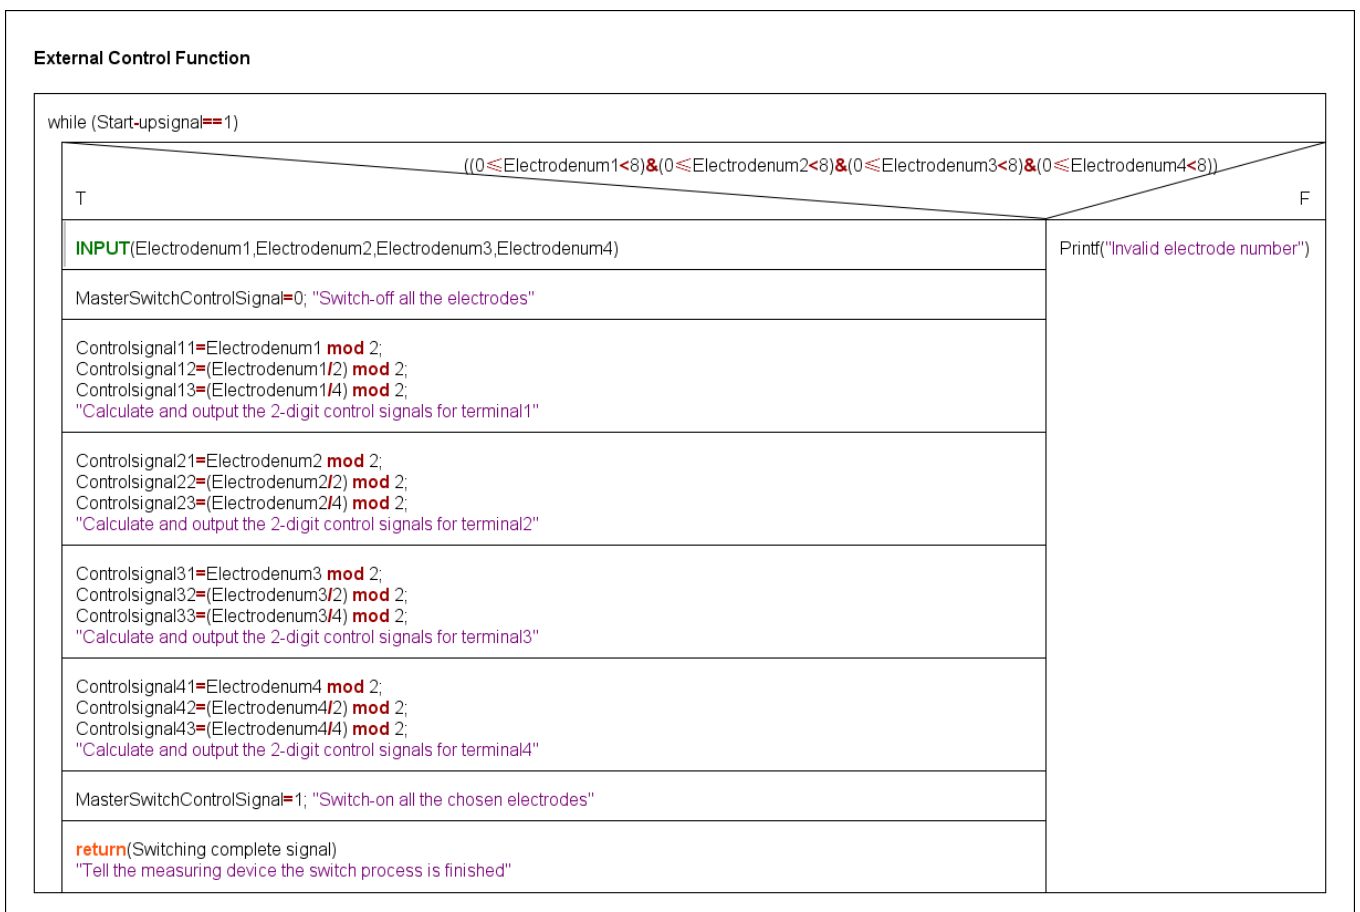 External Control Function
while (Start-upsignal==1)
((0≤Electrodenum1<8)&(0≤Electrodenum2<8)&(0≤Electrodenum3<8)&(0≤Electrodenum4<8))
T
F
INPUT(Electrodenum1,Electrodenum2,Electrodenum3,Electrodenum4)
Printf("Invalid electrode number")
MasterSwitchControlSignal=0; "Switch-off all the electrodes"
Controlsignal11=Electrodenum1 mod 2;
Controlsignal12=(Electrodenum1/2) mod 2;
Controlsignal13=(Electrodenum1/4) mod 2;
"Calculate and output the 2-digit control signals for terminal1"
Controlsignal21=Electrodenum2 mod 2;
Controlsignal22=(Electrodenum2/2) mod 2;
Controlsignal23=(Electrodenum2/4) mod 2;
"Calculate and output the 2-digit control signals for terminal2"
Controlsignal31=Electrodenum3 mod 2;
Controlsignal32=(Electrodenum3/2) mod 2;
Controlsignal33=(Electrodenum3/4) mod 2;
"Calculate and output the 2-digit control signals for terminal3"
Controlsignal41=Electrodenum4 mod 2;
Controlsignal42=(Electrodenum4/2) mod 2;
Controlsignal43=(Electrodenum4/4) mod 2;
"Calculate and output the 2-digit control signals for terminal4"
MasterSwitchControlSignal=1; "Switch-on all the chosen electrodes"
return(Switching complete signal)
"Tell the measuring device the switch process is finished"